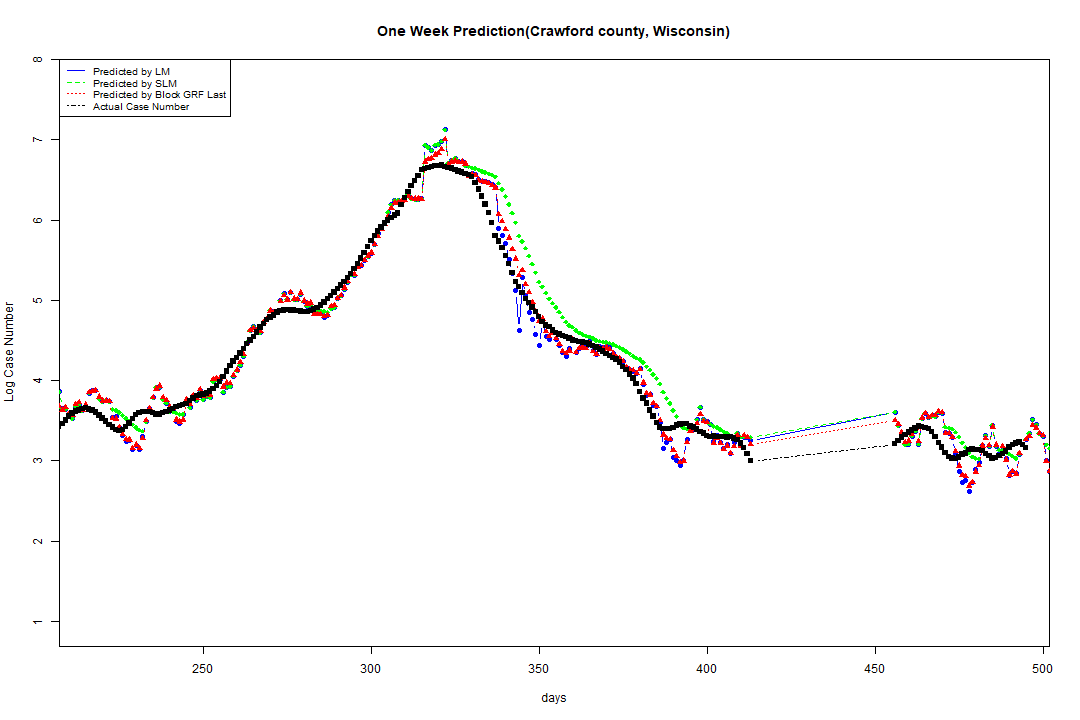 One Week Prediction(Crawford county, Wisconsin)
Predicted by LM
Predicted by SLM
Predicted by Block GRF Last
Actual Case Number
8
7
6
5
4
3
2
1
Log Case Number
250 300 350 400 450 500
days